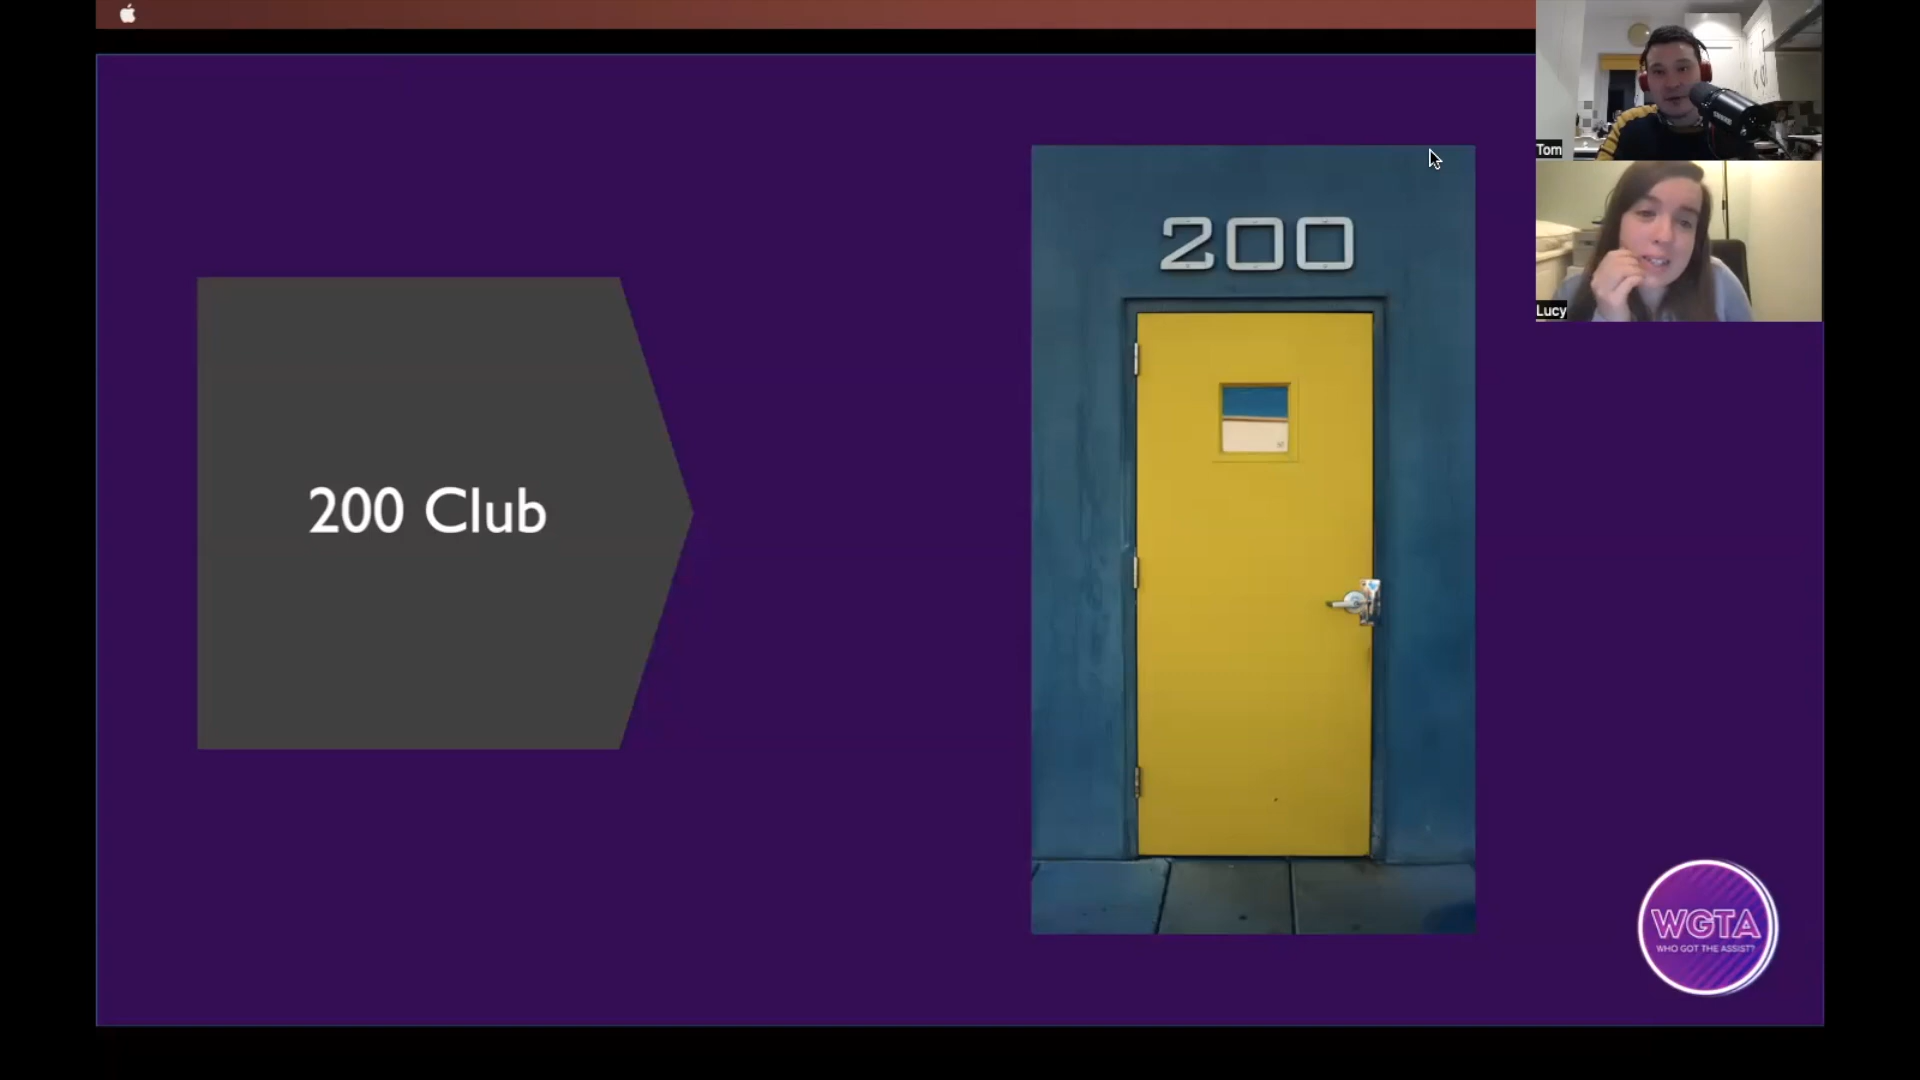 200
200 Club
Tom
Lucy
WGTA
WHO GOT THE ASSIST?